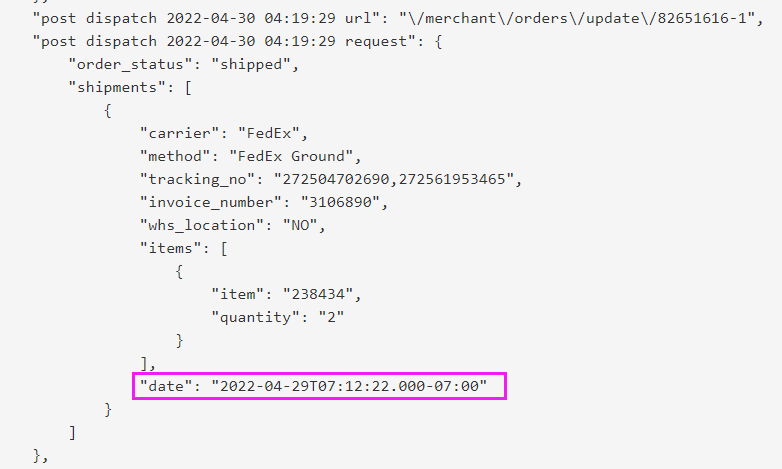 "post dispatch 2022-04-30 04:19:29 url": "\/merchant\/orders\/update\/82651616-1",
"post dispatch 2022-04-30 04:19:29 request": {
"order_status": "shipped",
"shipments": [
{
"carrier": "FedEx",
"method": "FedEx Ground",
"tracking_no": "272504702690,272561953465",
"invoice_number": "3106890",
"whs_location": "NO",
"items": [
{
"item": "238434",
"quantity": "2"
}
],
"date": "2022-04-29T07:12:22.000-07:00"
}
]
},